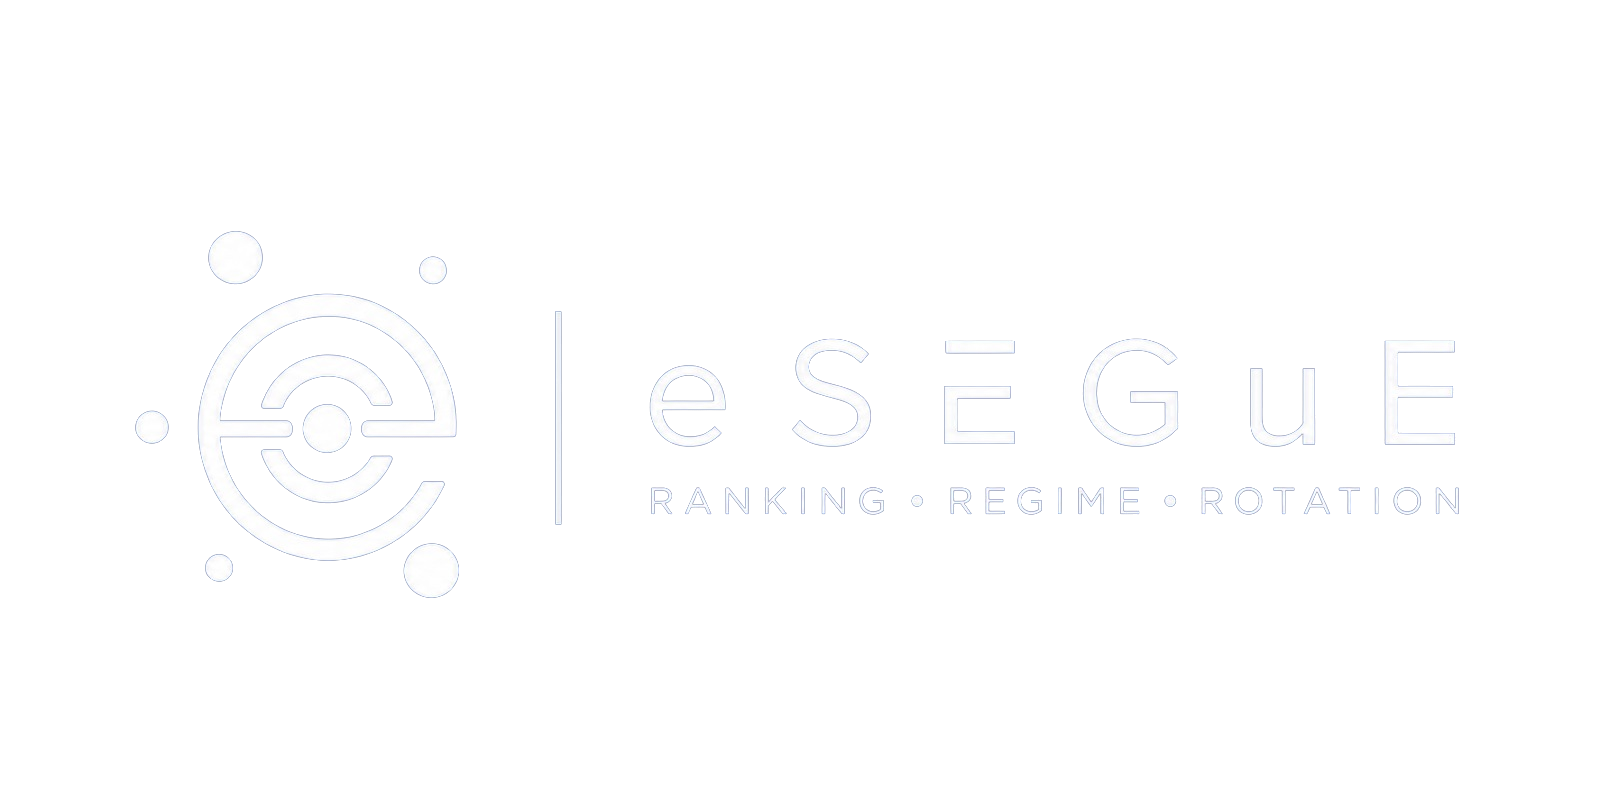 eSEGuE
RANKING • REGIME • ROTATION